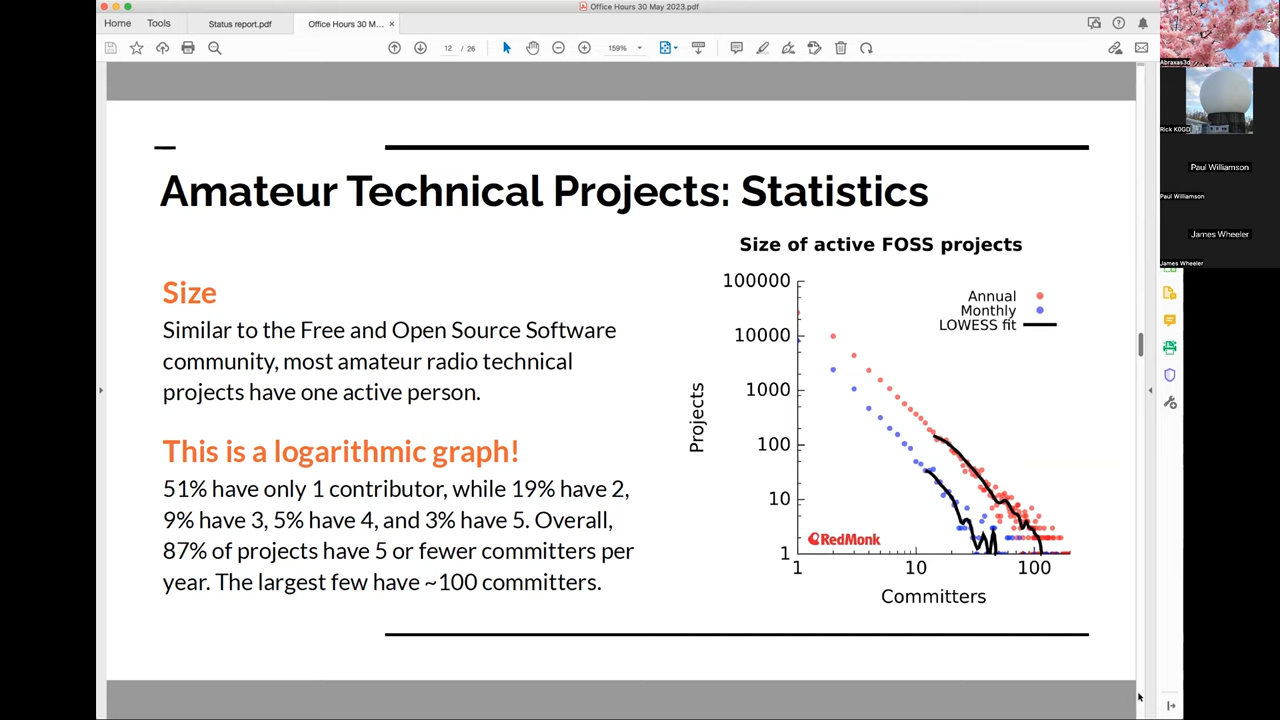 Office Hours 30 May 2023.pdf
Home
Tools
Status report.pdf
Office Hours 30 M...
×
12 / 26
159%
Amateur Technical Projects: Statistics
Size
Similar to the Free and Open Source Software
community, most amateur radio technical
projects have one active person.
This is a logarithmic graph!
51% have only 1 contributor, while 19% have 2,
9% have 3, 5% have 4, and 3% have 5. Overall,
87% of projects have 5 or fewer committers per
year. The largest few have ~100 committers.
Size of active FOSS projects
100000
10000
1000
100
10
1
Projects
Annual
Monthly
LOWESS fit
RedMonk
1
10
100
Committers
Abraxas3d
Rick K0GD
Paul Williamson
Paul Williamson
James Wheeler
James Wheeler